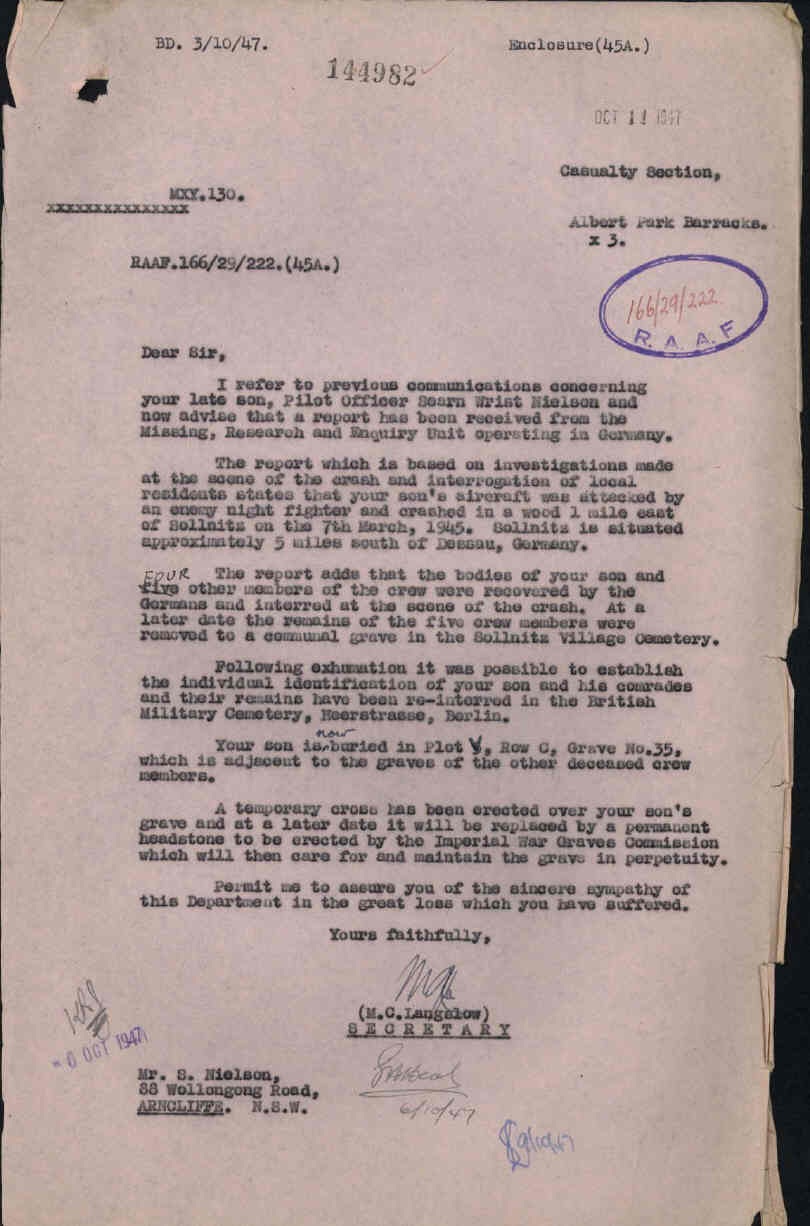 BD. 3/10/47. Enclosure(45A.)
144982
OCT 11 1947
Casualty Section,
MXY.130.
xxxxxxxxxxxxxxx
Albert Park Barracks.
x 3.
RAAF.166/29/222.(45A.)
166/29/222
R.A.A.F
Dear Sir,
I refer to previous communications concerning
your late son, Pilot Officer Searn Wrist Nielson and
now advise that a report has been received from the
Missing, Research and Enquiry Unit operating in Germany.
The report which is based on investigations made
at the scene of the crash and interrogation of local
residents states that your son's aircraft was attacked by
an enemy night fighter and crashed in a wood 1 mile east
of Sollnitz on the 7th March, 1945. Sollnitz is situated
approximately 5 miles south of Dessau, Germany.
FOUR The report adds that the bodies of your son and
five other members of the crew were recovered by the
Germans and interred at the scene of the crash. At a
later date the remains of the five crew members were
removed to a communal grave in the Sollnitz Village Cemetery.
Following exhumation it was possible to establish
the individual identification of your son and his comrades
and their remains have been re-interred in the British
Military Cemetery, Heerstrasse, Berlin.
now
Your son is buried in Plot , Row C, Grave No.35,
which is adjacent to the graves of the other deceased crew
members.
A temporary cross has been erected over your son's
grave and at a later date it will be replaced by a permanent
headstone to be erected by the Imperial War Graves Commission
which will then care for and maintain the grave in perpetuity.
Permit me to assure you of the sincere sympathy of
this Department in the great loss which you have suffered.
Yours faithfully,
(M.C.Langslow)
SECRETARY
OCT 1947
Mr. S. Nielson,
88 Wollongong Road,
ARNCLIFFE. N.S.W.
6/10/47
9/10/47